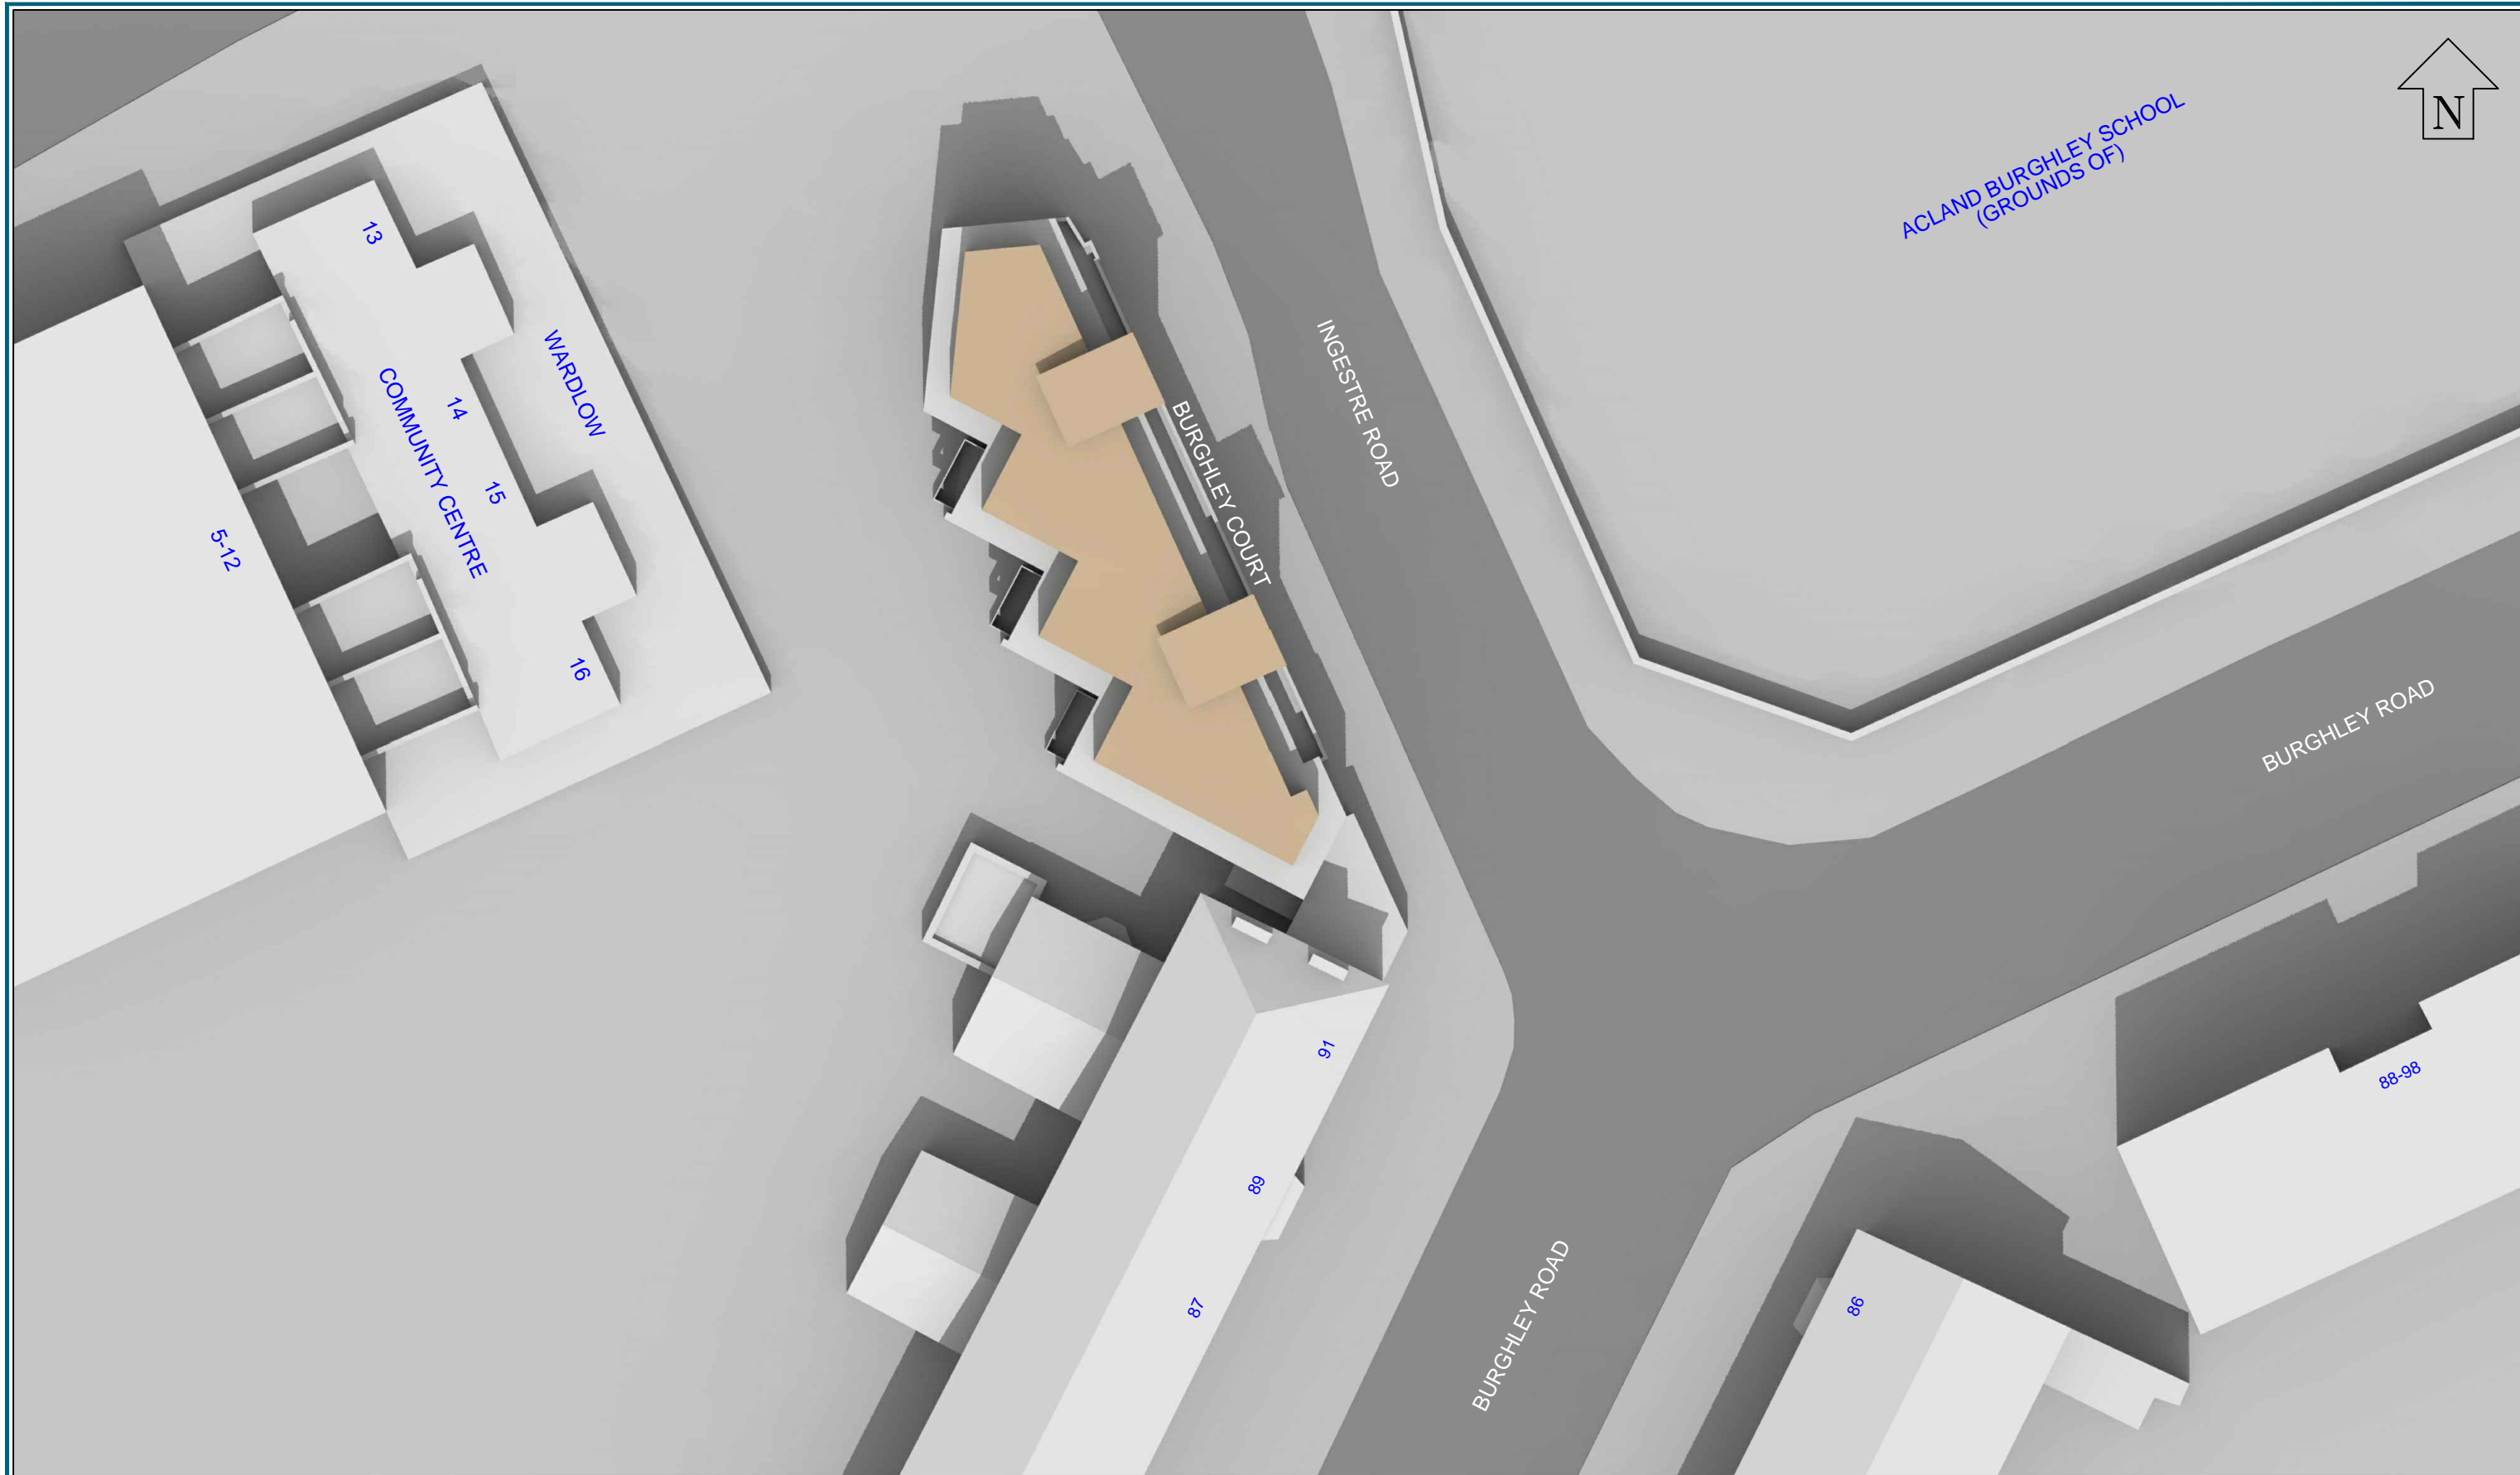 N
ACLAND BURGHLEY SCHOOL
(GROUNDS OF)
13
WARDLOW
14
COMMUNITY CENTRE
15
16
5-12
INGESTRE ROAD
BURGHLEY COURT
BURGHLEY ROAD
91
89
87
BURGHLEY ROAD
86
88-98